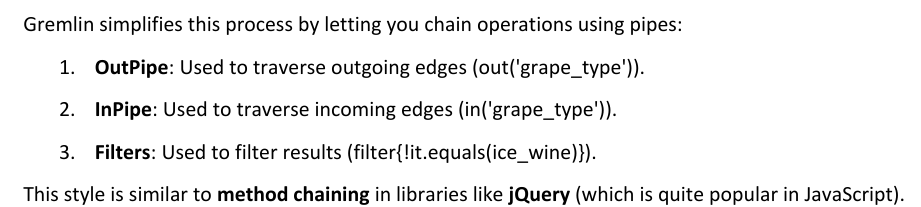 Gremlin simplifies this process by letting you chain operations using pipes:
1. OutPipe: Used to traverse outgoing edges (out('grape_type')).
2. InPipe: Used to traverse incoming edges (in('grape_type')).
3. Filters: Used to filter results (filter{!it.equals(ice_wine)}).
This style is similar to method chaining in libraries like jQuery (which is quite popular in JavaScript).